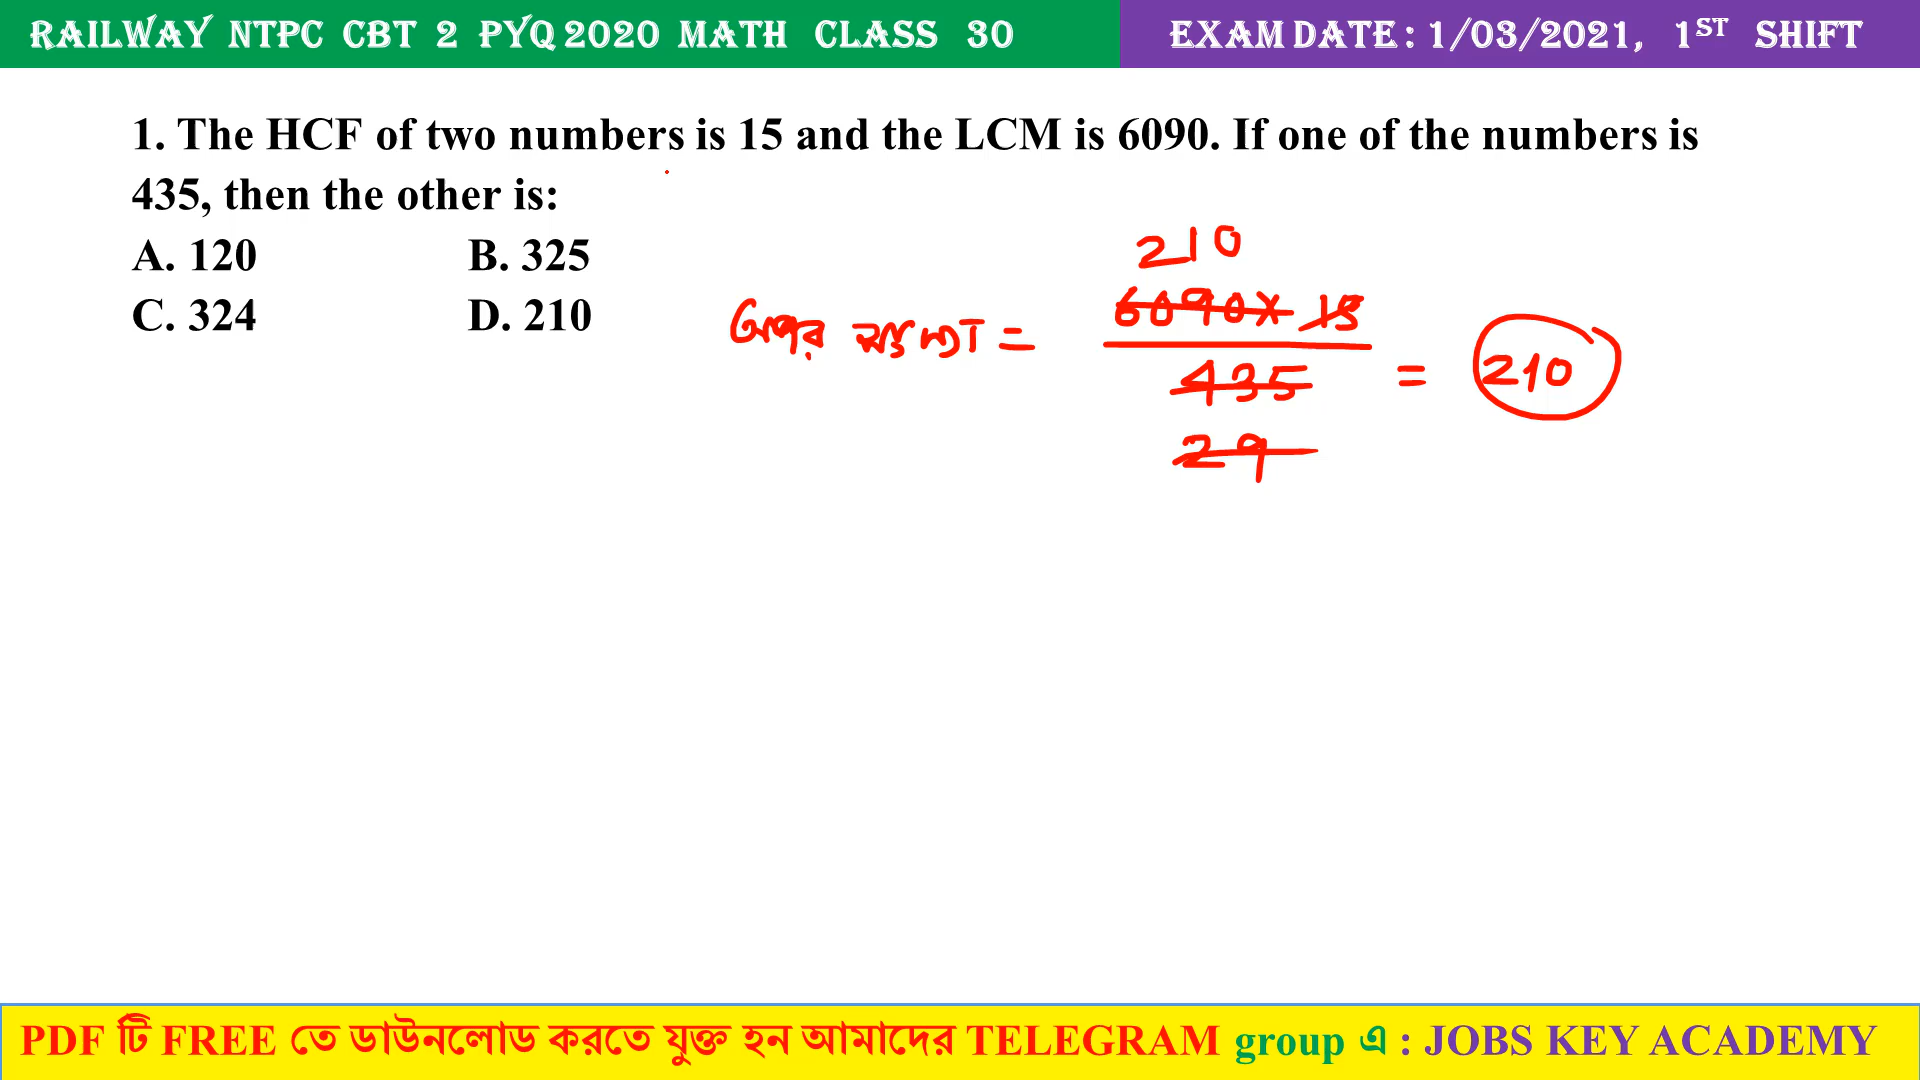 RAILWAY NTPC CBT 2 PYQ 2020 MATH CLASS 30
EXAM DATE : 1/03/2021, 1ST SHIFT
1. The HCF of two numbers is 15 and the LCM is 6090. If one of the numbers is
435, then the other is:
A. 120 B. 325
C. 324 D. 210
210
অপর সংখ্যা = 6090 x 15
435
= 210
29
PDF টি FREE তে ডাউনলোড করতে যুক্ত হন আমাদের TELEGRAM group এ : JOBS KEY ACADEMY